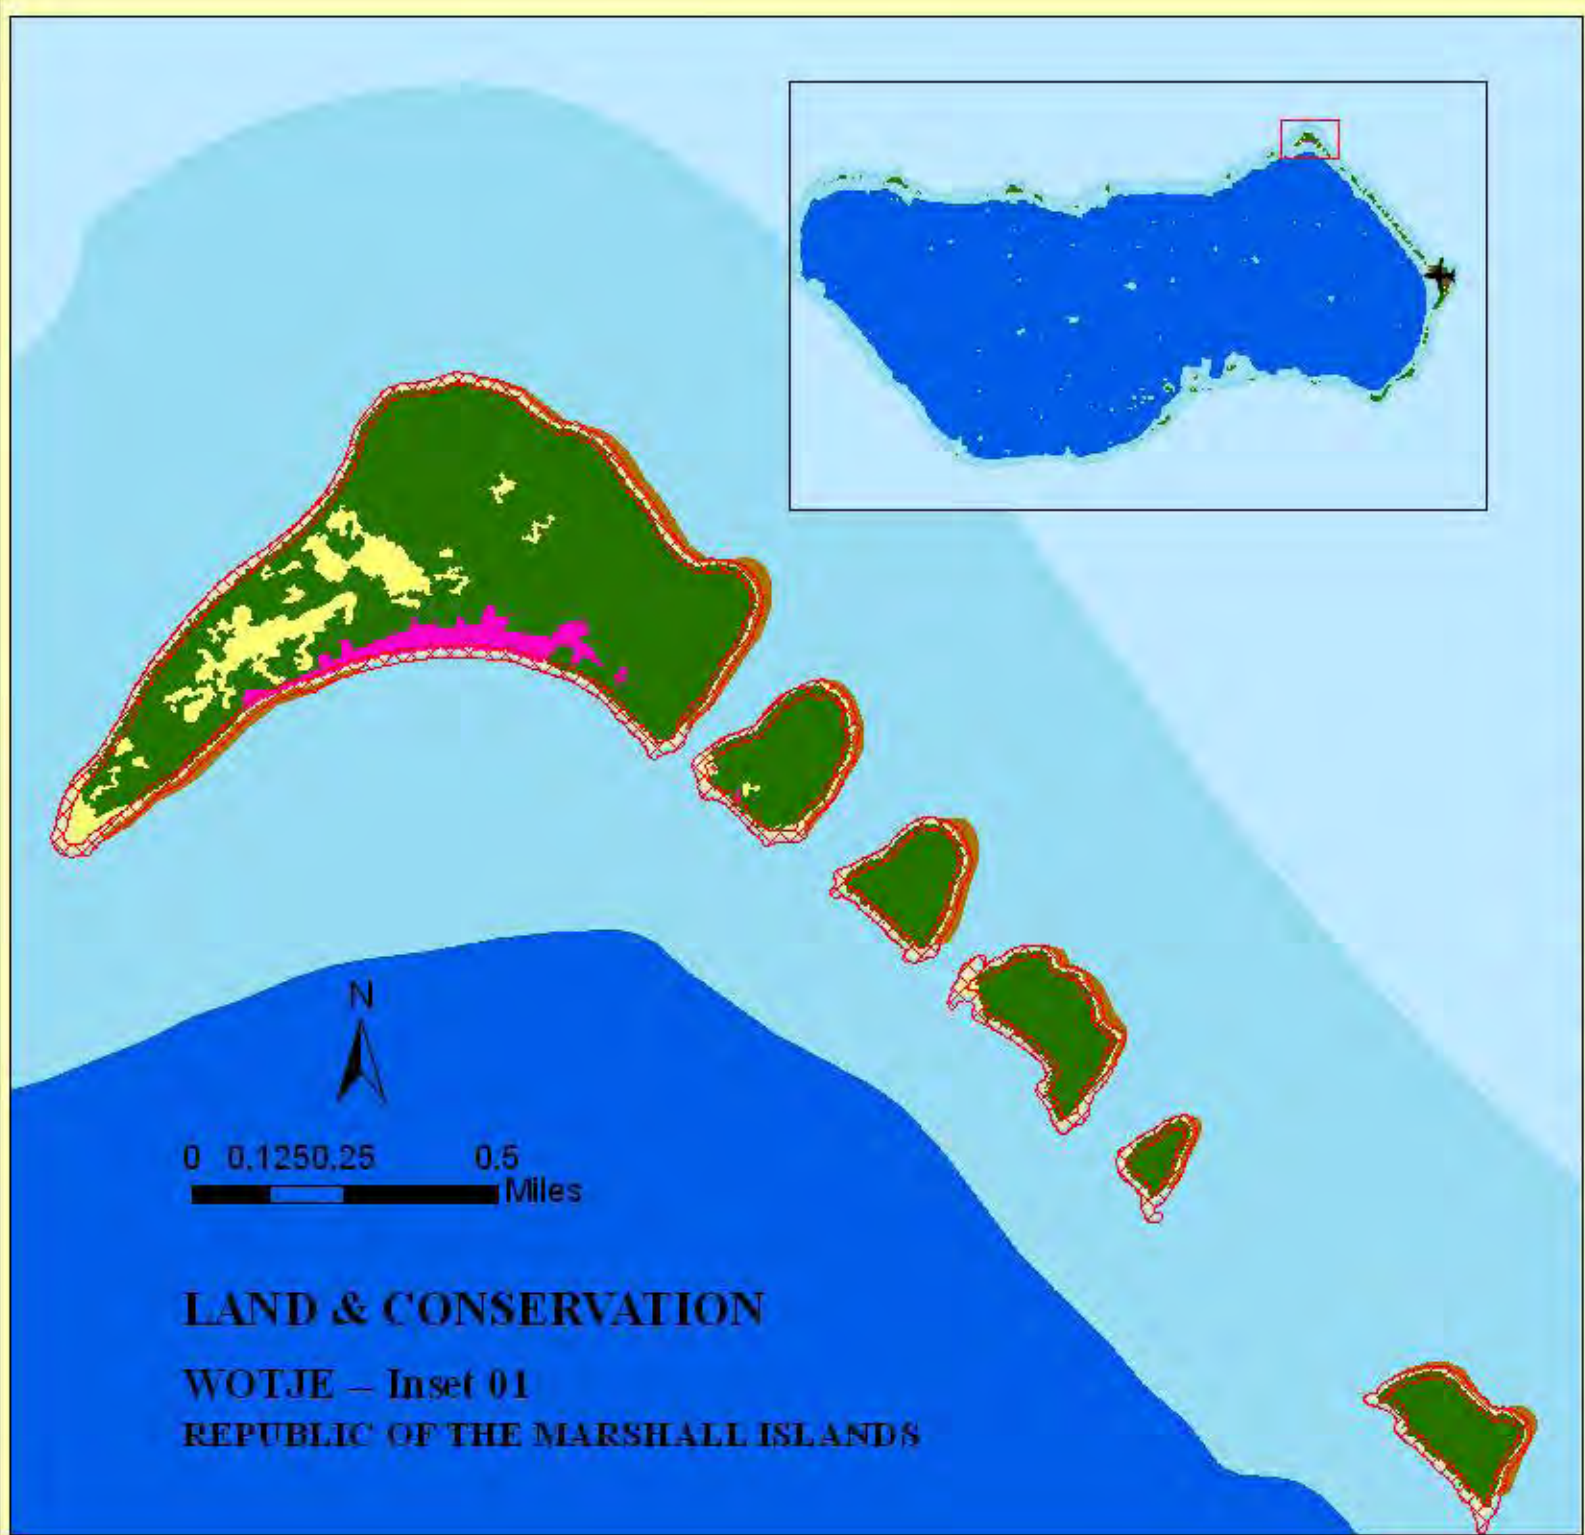 N
0 0.1250.25 0.5
Miles
LAND & CONSERVATION
WOTJE – Inset 01
REPUBLIC OF THE MARSHALL ISLANDS